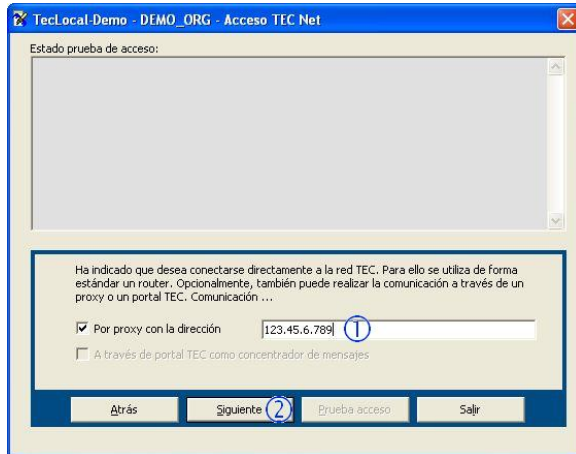 TecLocal-Demo - DEMO_ORG - Acceso TEC Net
Estado prueba de acceso:
Ha indicado que desea conectarse directamente a la red TEC. Para ello se utiliza de forma
estándar un router. Opcionalmente, también puede realizar la comunicación a través de un
proxy o un portal TEC. Comunicación ...
Por proxy con la dirección 123.45.6.789 1
A través de portal TEC como concentrador de mensajes
Atrás Siguiente 2 Prueba acceso Salir